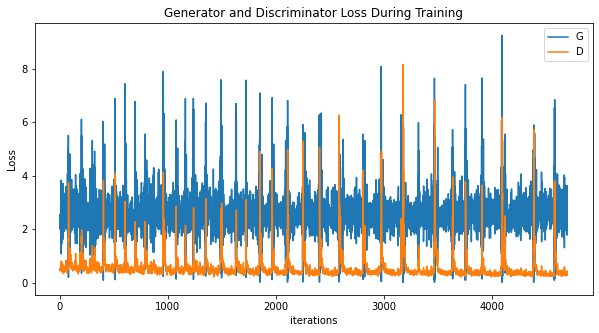 Generator and Discriminator Loss During Training
G
D
8
6
4
2
0
Loss
0
1000
2000
3000
4000
iterations